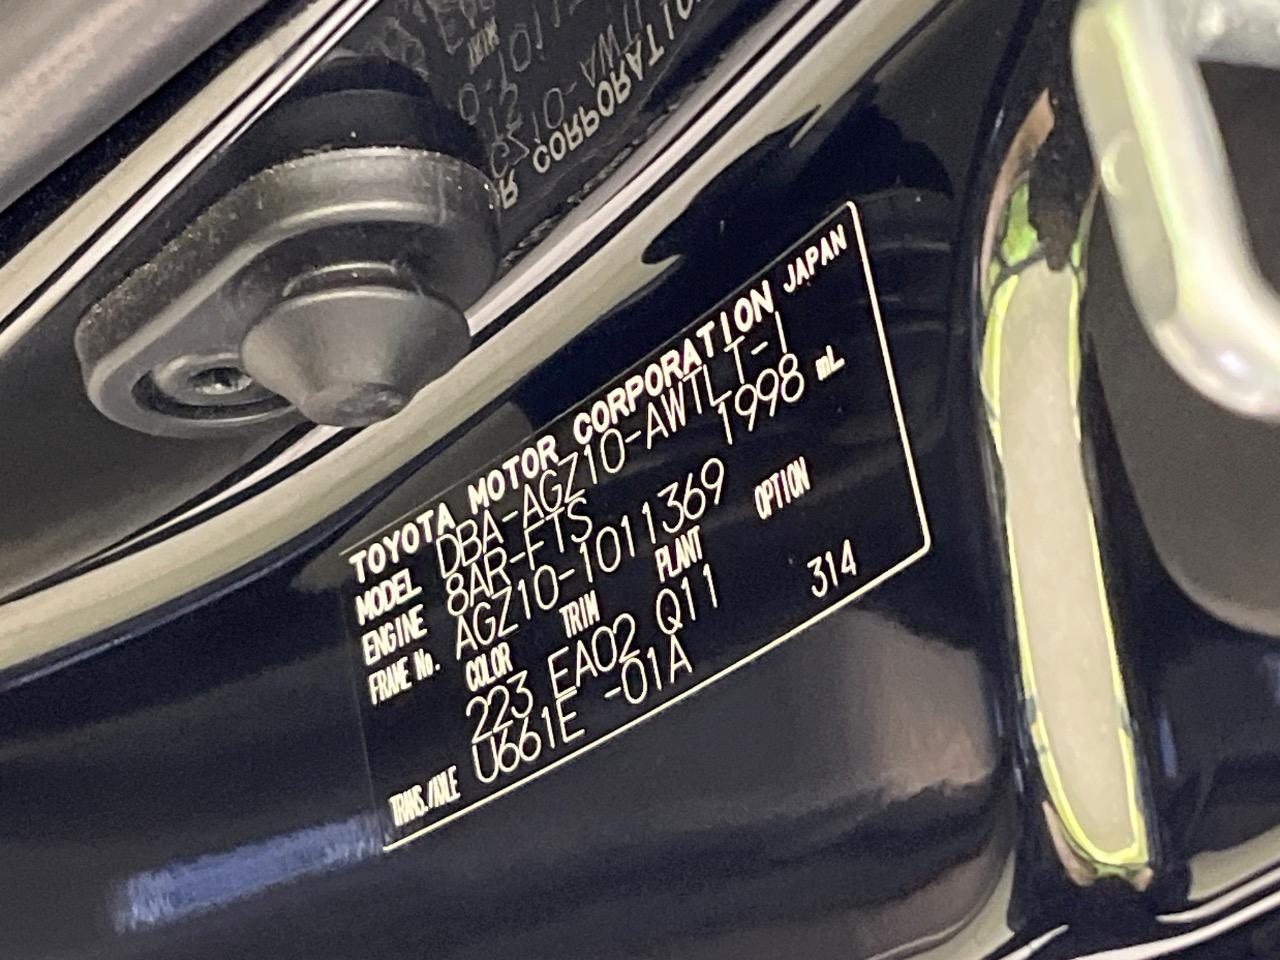 TOYOTA MOTOR CORPORATION JAPAN
MODEL DBA-AGZ10-AWTLT-1
ENGINE 8AR-FTS 1998 mL
FRAME No. AGZ10-1011369
COLOR TRIM PLANT OPTION
223 EA02 Q11 314
TRANS./AXLE U661E -01A